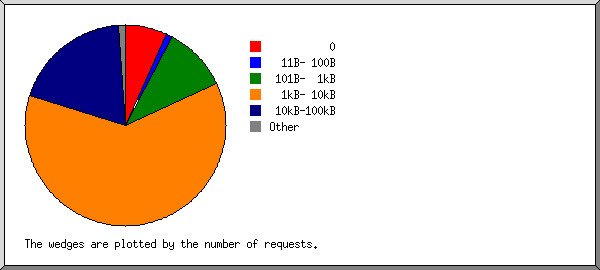 0
11B- 100B
101B- 1kB
1kB- 10kB
10kB-100kB
Other
The wedges are plotted by the number of requests.